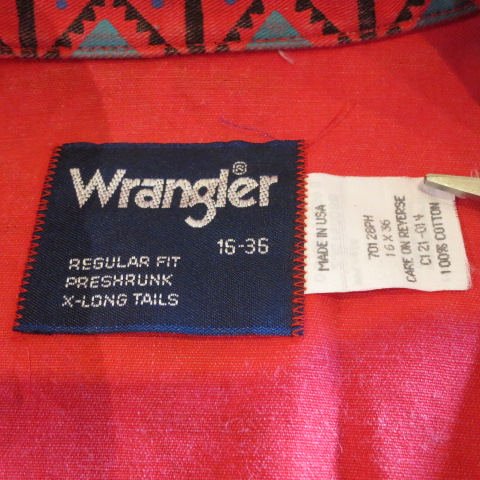 Wrangler®
16-36
REGULAR FIT
PRESHRUNK
X-LONG TAILS
MADE IN USA
70128PH
16 X 36
CARE ON REVERSE
C121-014
100% COTTON